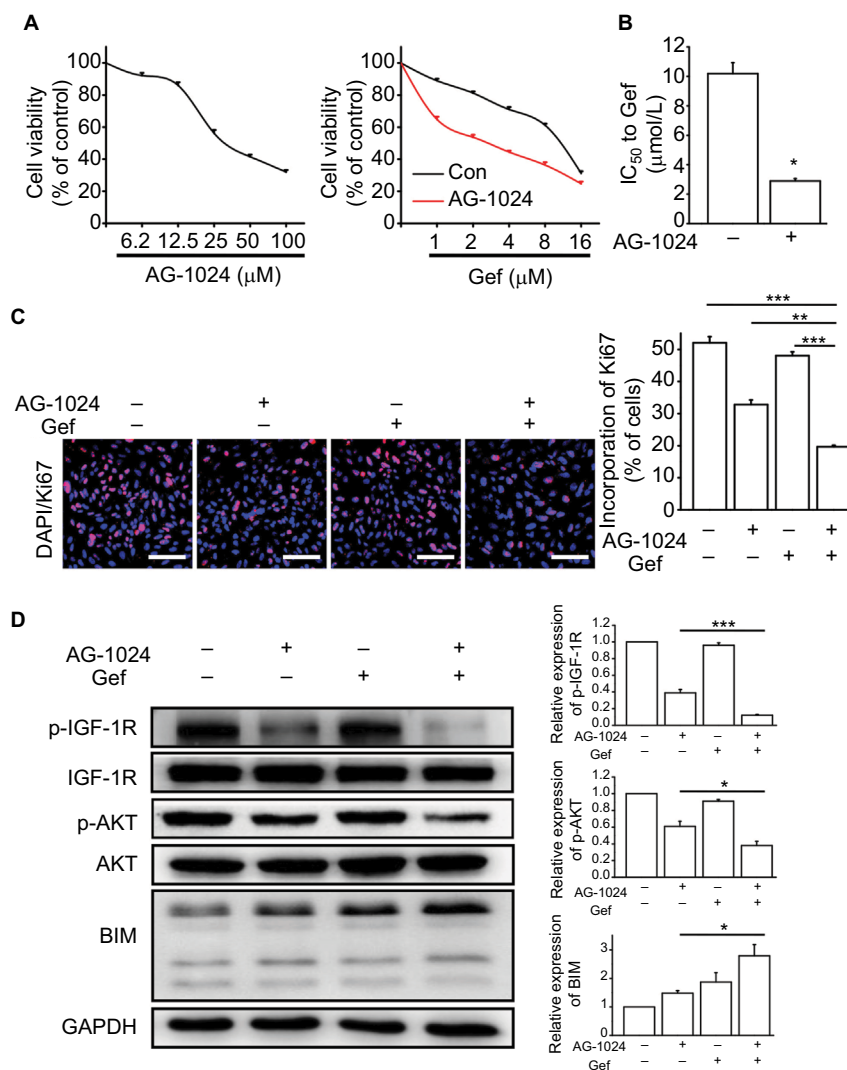 A
Cell viability
(% of control)
100
80
60
40
20
0
6.2 12.5 25 50 100
AG-1024 (μM)
Cell viability
(% of control)
100
80
60
40
20
0
Con
AG-1024
1 2 4 8 16
Gef (μM)
B
IC50 to Gef
(μmol/L)
12
10
8
6
4
2
0
*
AG-1024 – +
C
AG-1024 – + – +
Gef – – + +
DAPI/Ki67
Incorporation of Ki67
(% of cells)
50
40
30
20
10
0
***
**
***
AG-1024 – + – +
Gef – – + +
D
AG-1024 – + – +
Gef – – + +
p-IGF-1R
IGF-1R
p-AKT
AKT
BIM
GAPDH
Relative expression
of p-IGF-1R
1.2
1.0
0.8
0.6
0.4
0.2
0.0
***
AG-1024 – + – +
Gef – – + +
Relative expression
of p-AKT
1.2
1.0
0.8
0.6
0.4
0.2
0.0
*
AG-1024 – + – +
Gef – – + +
Relative expression
of BIM
3
2
1
0
*
AG-1024 – + – +
Gef – – + +